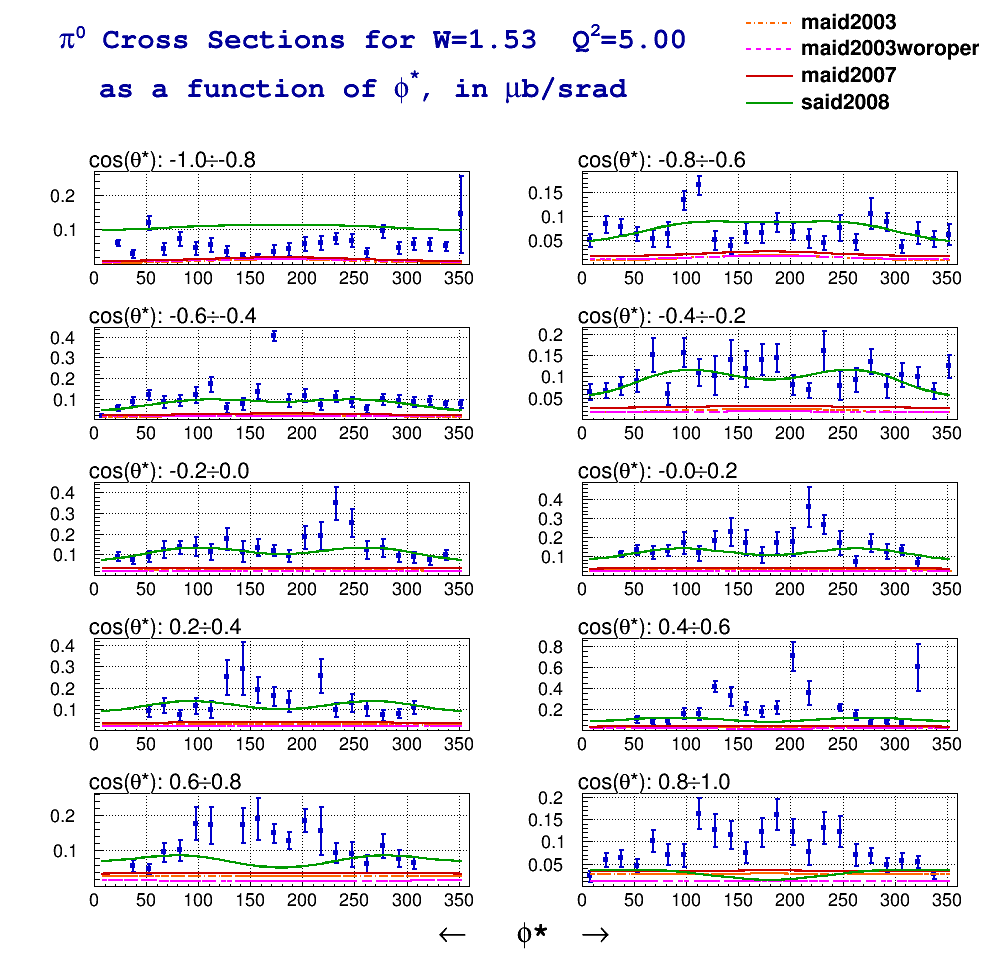 π⁰ Cross Sections for W=1.53 Q²=5.00
as a function of ϕ*, in μb/srad
maid2003
maid2003woroper
maid2007
said2008
cos(θ*): -1.0÷-0.8
0.2
0.1
0 50 100 150 200 250 300 350
cos(θ*): -0.8÷-0.6
0.15
0.1
0.05
0 50 100 150 200 250 300 350
cos(θ*): -0.6÷-0.4
0.4
0.3
0.2
0.1
0 50 100 150 200 250 300 350
cos(θ*): -0.4÷-0.2
0.2
0.15
0.1
0.05
0 50 100 150 200 250 300 350
cos(θ*): -0.2÷0.0
0.4
0.3
0.2
0.1
0 50 100 150 200 250 300 350
cos(θ*): -0.0÷0.2
0.4
0.3
0.2
0.1
0 50 100 150 200 250 300 350
cos(θ*): 0.2÷0.4
0.4
0.3
0.2
0.1
0 50 100 150 200 250 300 350
cos(θ*): 0.4÷0.6
0.8
0.6
0.4
0.2
0 50 100 150 200 250 300 350
cos(θ*): 0.6÷0.8
0.2
0.1
0 50 100 150 200 250 300 350
cos(θ*): 0.8÷1.0
0.2
0.15
0.1
0.05
0 50 100 150 200 250 300 350
← ϕ* →